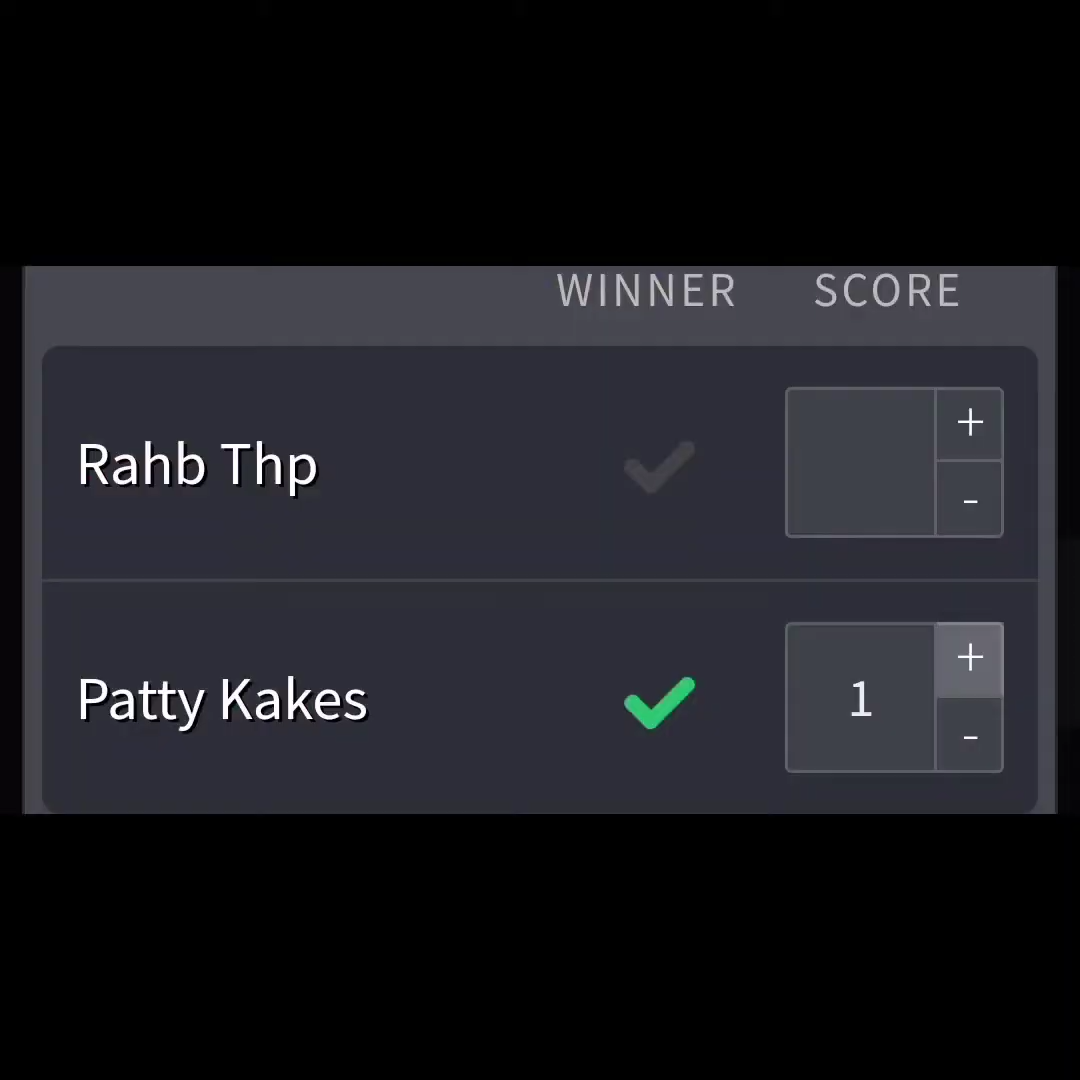 WINNER SCORE
Rahb Thp +
-
Patty Kakes 1 +
-